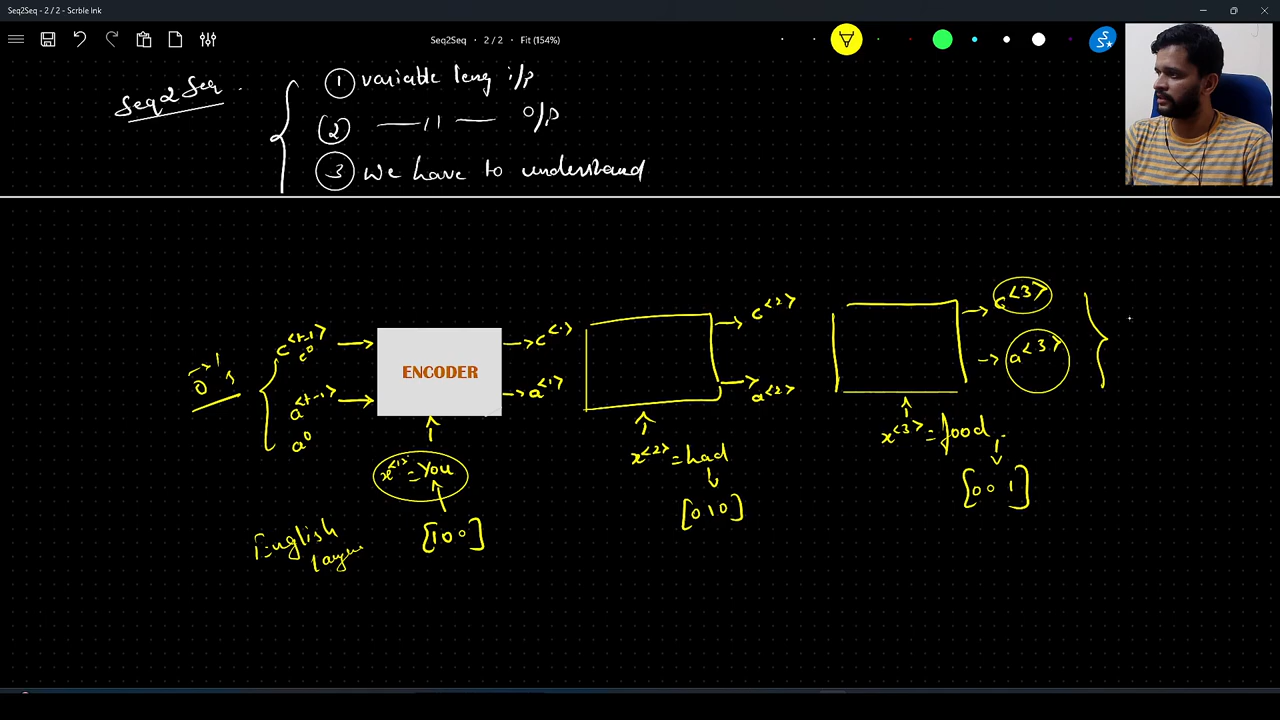 Seq2Seq - 2 / 2 - Scrble Ink
Seq2Seq • 2 / 2 • Fit (154%)
Seq2Seq.
① variable leng i/p
② —〃— o/p
③ we have to understand
0's
c<t-1>
c0
a<t-1>
a0
ENCODER
c<1>
a<1>
x<1> = You
[1 0 0]
English
c<2>
a<2>
x<2> = had
[0 1 0]
c<3>
a<3>
x<3> = food.
[0 0 1]